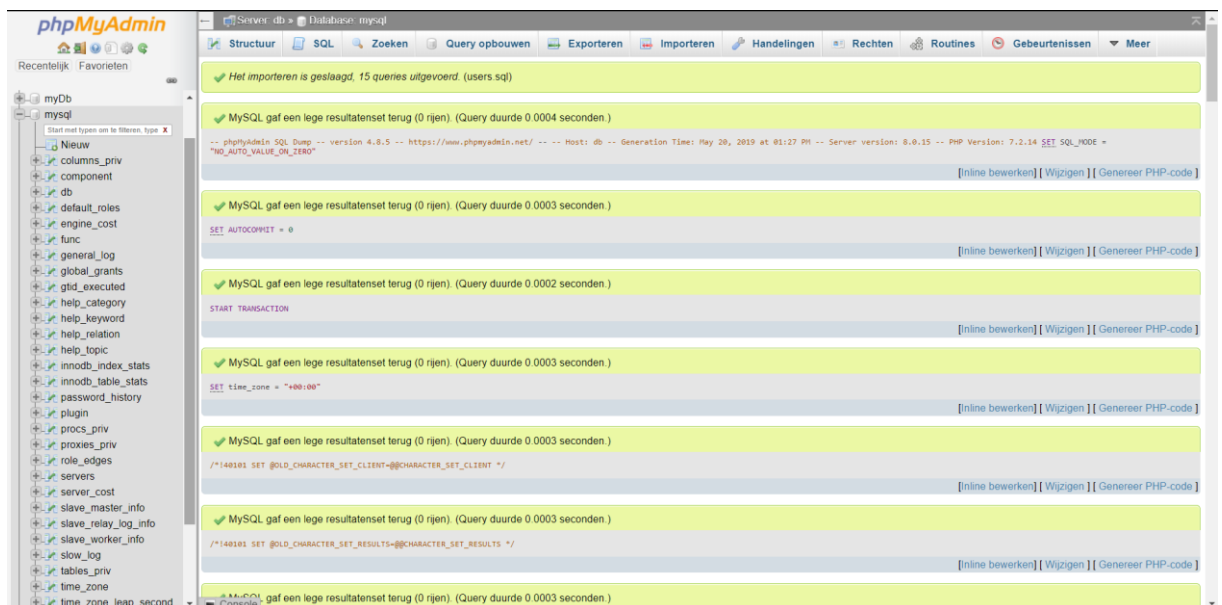 phpMyAdmin
Recentelijk Favorieten
myDb
mysql
Start met typen om te filteren, type X
Nieuw
columns_priv
component
db
default_roles
engine_cost
func
general_log
global_grants
gtid_executed
help_category
help_keyword
help_relation
help_topic
innodb_index_stats
innodb_table_stats
password_history
plugin
procs_priv
proxies_priv
role_edges
servers
server_cost
slave_master_info
slave_relay_log_info
slave_worker_info
slow_log
tables_priv
time_zone
time_zone_leap_second
Server: db » Database: mysql
Structuur SQL Zoeken Query opbouwen Exporteren Importeren Handelingen Rechten Routines Gebeurtenissen Meer
Het importeren is geslaagd, 15 queries uitgevoerd. (users.sql)
MySQL gaf een lege resultatenset terug (0 rijen). (Query duurde 0.0004 seconden.)
-- phpMyAdmin SQL Dump -- version 4.8.5 -- https://www.phpmyadmin.net/ -- -- Host: db -- Generation Time: May 20, 2019 at 01:27 PM -- Server version: 8.0.15 -- PHP Version: 7.2.14 SET SQL_MODE =
"NO_AUTO_VALUE_ON_ZERO"
[Inline bewerken] [ Wijzigen ] [ Genereer PHP-code ]
MySQL gaf een lege resultatenset terug (0 rijen). (Query duurde 0.0003 seconden.)
SET AUTOCOMMIT = 0
[Inline bewerken] [ Wijzigen ] [ Genereer PHP-code ]
MySQL gaf een lege resultatenset terug (0 rijen). (Query duurde 0.0002 seconden.)
START TRANSACTION
[Inline bewerken] [ Wijzigen ] [ Genereer PHP-code ]
MySQL gaf een lege resultatenset terug (0 rijen). (Query duurde 0.0003 seconden.)
SET time_zone = "+00:00"
[Inline bewerken] [ Wijzigen ] [ Genereer PHP-code ]
MySQL gaf een lege resultatenset terug (0 rijen). (Query duurde 0.0003 seconden.)
/*!40101 SET @OLD_CHARACTER_SET_CLIENT=@@CHARACTER_SET_CLIENT */
[Inline bewerken] [ Wijzigen ] [ Genereer PHP-code ]
MySQL gaf een lege resultatenset terug (0 rijen). (Query duurde 0.0003 seconden.)
/*!40101 SET @OLD_CHARACTER_SET_RESULTS=@@CHARACTER_SET_RESULTS */
[Inline bewerken] [ Wijzigen ] [ Genereer PHP-code ]
MySQL gaf een lege resultatenset terug (0 rijen). (Query duurde 0.0003 seconden.)
Console